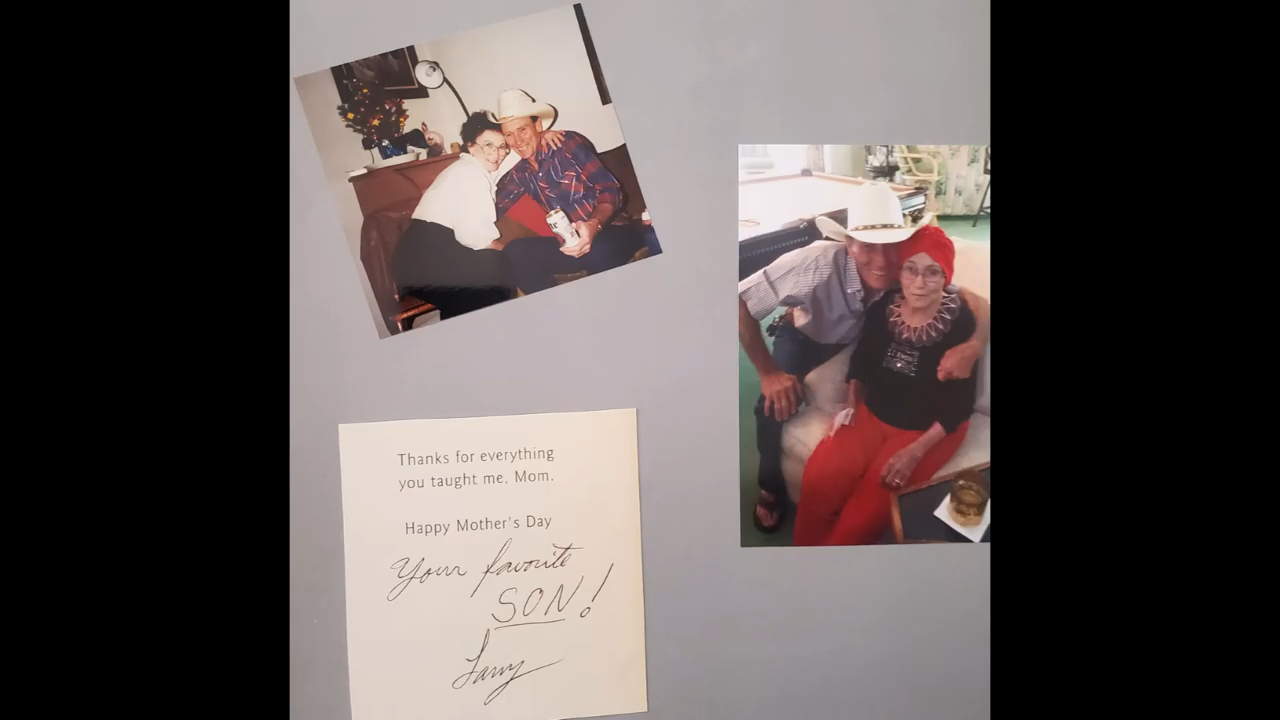 Thanks for everything
you taught me, Mom.
Happy Mother's Day
Your favorite
SON!
Larry